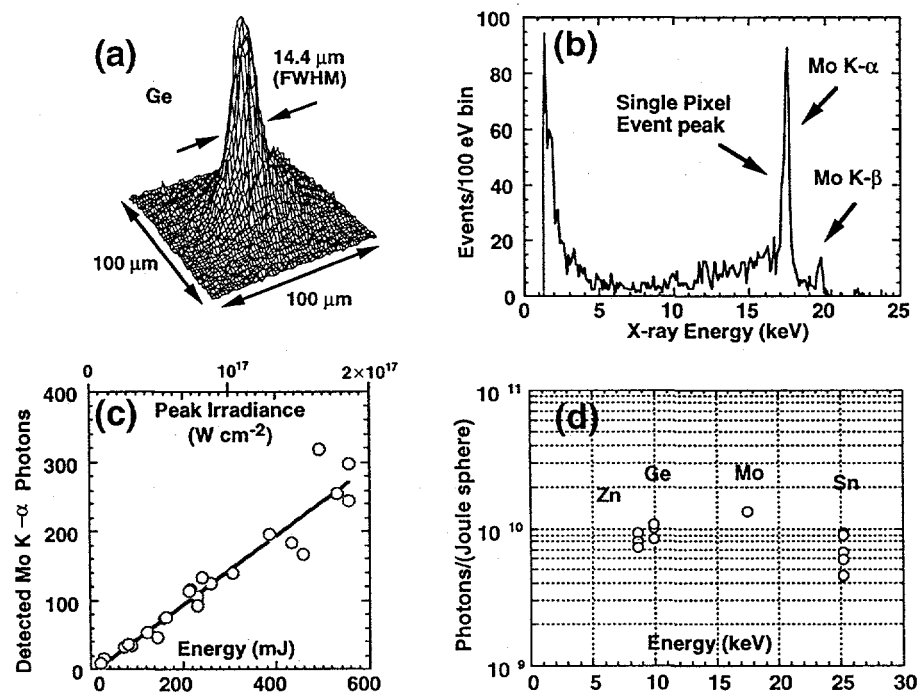 (a)
Ge
14.4 μm
(FWHM)
100 μm
100 μm
(b)
Single Pixel
Event peak
Mo K-α
Mo K-β
Events/100 eV bin
100
80
60
40
20
0
0 5 10 15 20 25
X-ray Energy (keV)
(c)
0 10¹⁷ 2×10¹⁷
Peak Irradiance
(W cm⁻²)
Detected Mo K –α Photons
400
300
200
100
0
Energy (mJ)
0 200 400 600
(d)
Photons/(Joule sphere)
10 ¹¹
10 ¹⁰
10 ⁹
Zn
Ge
Mo
Sn
Energy (keV)
0 5 10 15 20 25 30